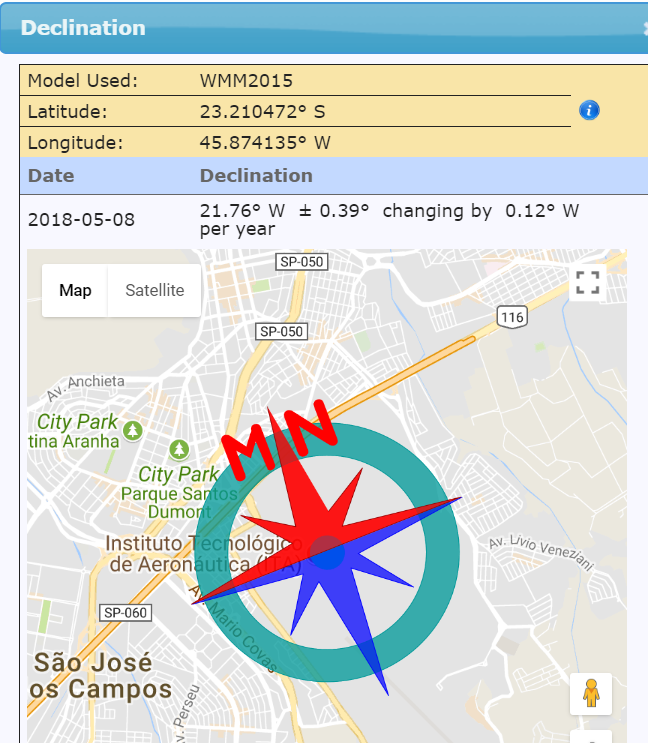 Declination
Model Used: WMM2015
Latitude: 23.210472° S
Longitude: 45.874135° W
Date Declination
2018-05-08 21.76° W ± 0.39° changing by 0.12° W
per year
Map Satellite
SP-050
116
SP-050
Av. Anchieta
City Park
tina Aranha
MN
City Park
Parque Santos
Dumont
Instituto Tecnológico
de Aeronáutica (ITA)
Av. Lívio Veneziani
Av. Mario Covas
SP-060
São José
os Campos
Av. Perseu